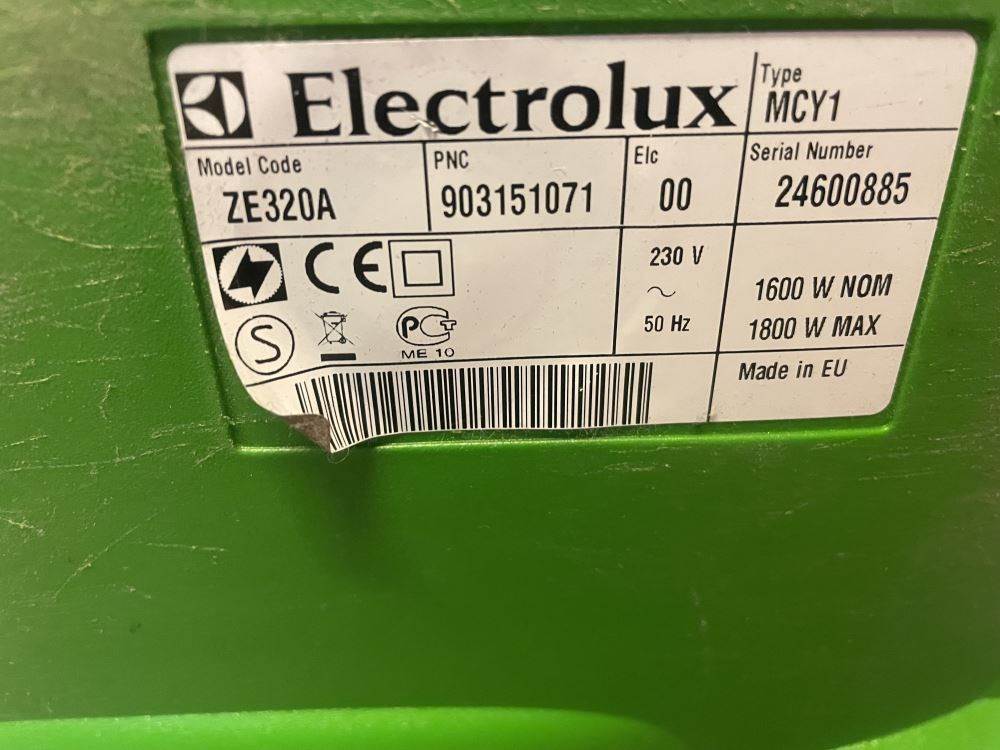 Electrolux
Type
MCY1
Model Code
ZE320A
PNC
903151071
Elc
00
Serial Number
24600885
CE
230 V
~
50 Hz
1600 W NOM
1800 W MAX
S
PCT
ME 10
Made in EU